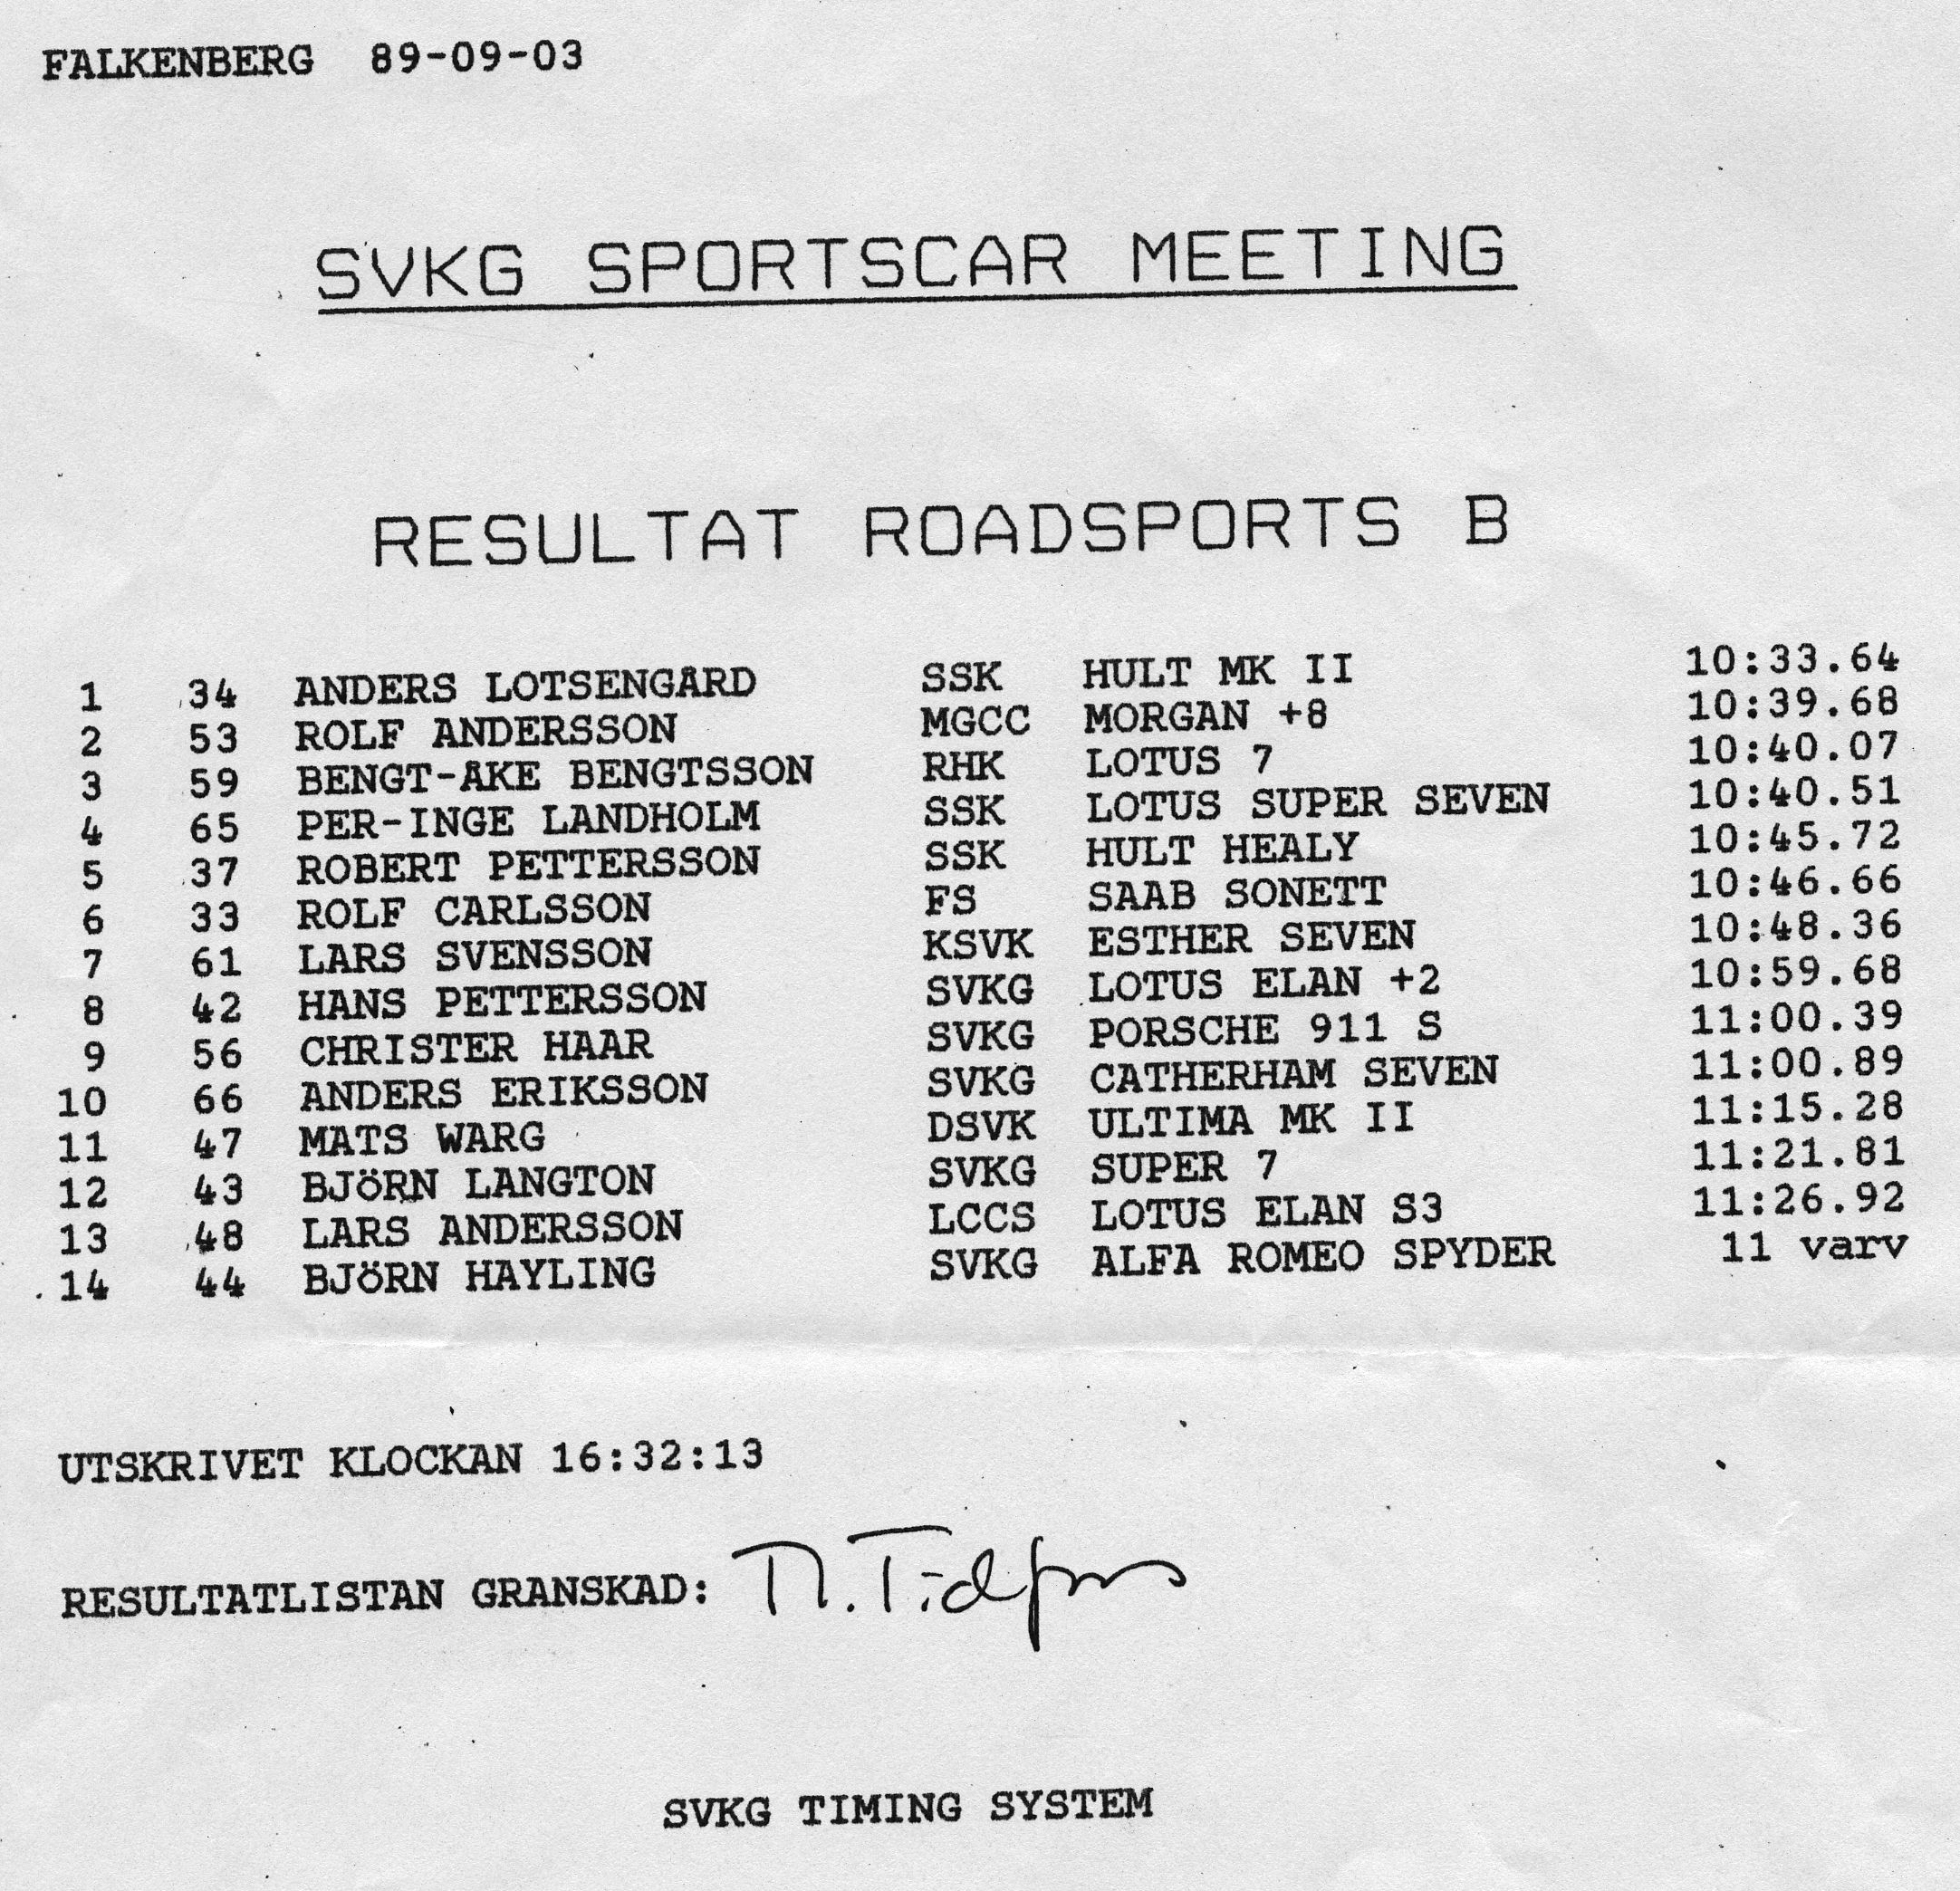 FALKENBERG 89-09-03
SVKG SPORTSCAR MEETING
RESULTAT ROADSPORTS B
1 34 ANDERS LOTSENGÅRD SSK HULT MK II 10:33.64
2 53 ROLF ANDERSSON MGCC MORGAN +8 10:39.68
3 59 BENGT-ÅKE BENGTSSON RHK LOTUS 7 10:40.07
4 65 PER-INGE LANDHOLM SSK LOTUS SUPER SEVEN 10:40.51
5 37 ROBERT PETTERSSON SSK HULT HEALY 10:45.72
6 33 ROLF CARLSSON FS SAAB SONETT 10:46.66
7 61 LARS SVENSSON KSVK ESTHER SEVEN 10:48.36
8 42 HANS PETTERSSON SVKG LOTUS ELAN +2 10:59.68
9 56 CHRISTER HAAR SVKG PORSCHE 911 S 11:00.39
10 66 ANDERS ERIKSSON SVKG CATHERHAM SEVEN 11:00.89
11 47 MATS WARG DSVK ULTIMA MK II 11:15.28
12 43 BJÖRN LANGTON SVKG SUPER 7 11:21.81
13 48 LARS ANDERSSON LCCS LOTUS ELAN S3 11:26.92
14 44 BJÖRN HAYLING SVKG ALFA ROMEO SPYDER 11 varv
UTSKRIVET KLOCKAN 16:32:13
RESULTATLISTAN GRANSKAD:
SVKG TIMING SYSTEM